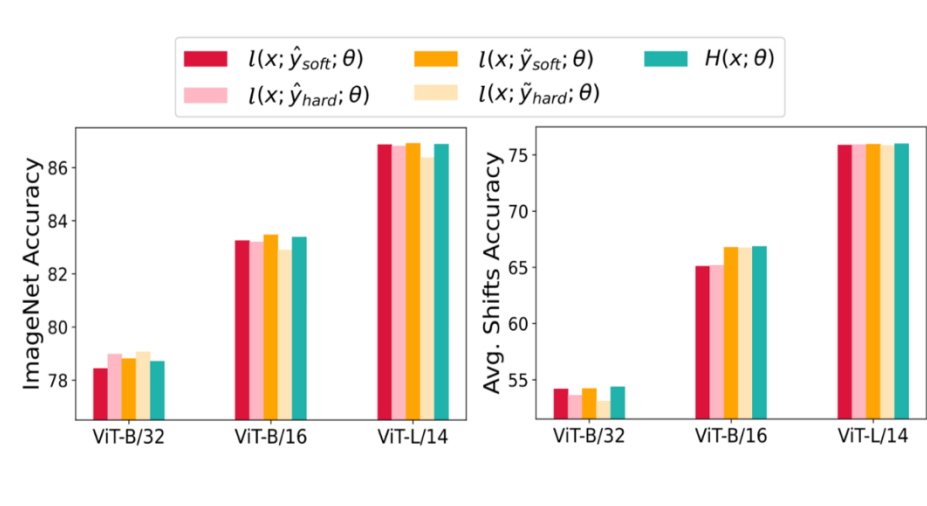 l(x; ŷ_soft; θ) l(x; ỹ_soft; θ) H(x; θ)
l(x; ŷ_hard; θ) l(x; ỹ_hard; θ)
ImageNet Accuracy
86
84
82
80
78
ViT-B/32 ViT-B/16 ViT-L/14
Avg. Shifts Accuracy
75
70
65
60
55
ViT-B/32 ViT-B/16 ViT-L/14